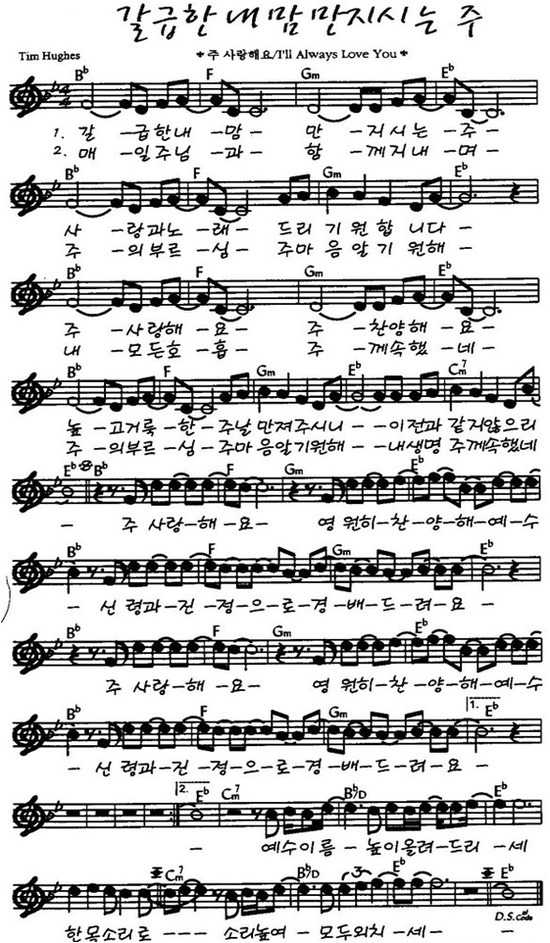 갈급한 내 맘 만지시는 주
Tim Hughes
*주 사랑해요/I'll Always Love You*
B♭ F Gm E♭
1. 갈 -급한내 -맘- 만 -지시는 -주-
2. 매 -일주님 -과- 함 -께지내 -며-
B♭ F Gm E♭
사 -랑과노 -래- 드리 기 원 합 니다 -
주 -의부르 -심- 주마 음 알 기 원해 -
B♭ F Gm E♭
주 -사랑해 -요- 주 -찬양해 -요-
내 -모든호 -흡- 주 -께속했 -네-
B♭ F Gm E♭ Cm7
높 -고거룩 -한 -주날 만져주시니 - -이전과 같지않으리
주 -의부르 -심 -주마 음알기원해 - -내생명 주께속했네
E♭ B♭ F Gm E♭
- 주 사랑-해 -요- 영 원히-찬 -양-해-예-수
B♭ F Gm E♭
- 신 령과-진 -정-으-로-경 -배-드-려-요 -
B♭ F Gm E♭
주 사랑-해 -요- 영 원히-찬 -양-해-예-수
B♭ F Gm 1. E♭
- 신 령과-진 -정-으-로-경 -배-드-려-요 -
2. E♭ Cm7 B♭/D E♭
- 예수이름 - 높이올려-드리 -세
Cm7 B♭/D 3 E♭ E♭
한목소리로 ---- 소리높여 - 모두외치 -세- -
D.S. al Coda